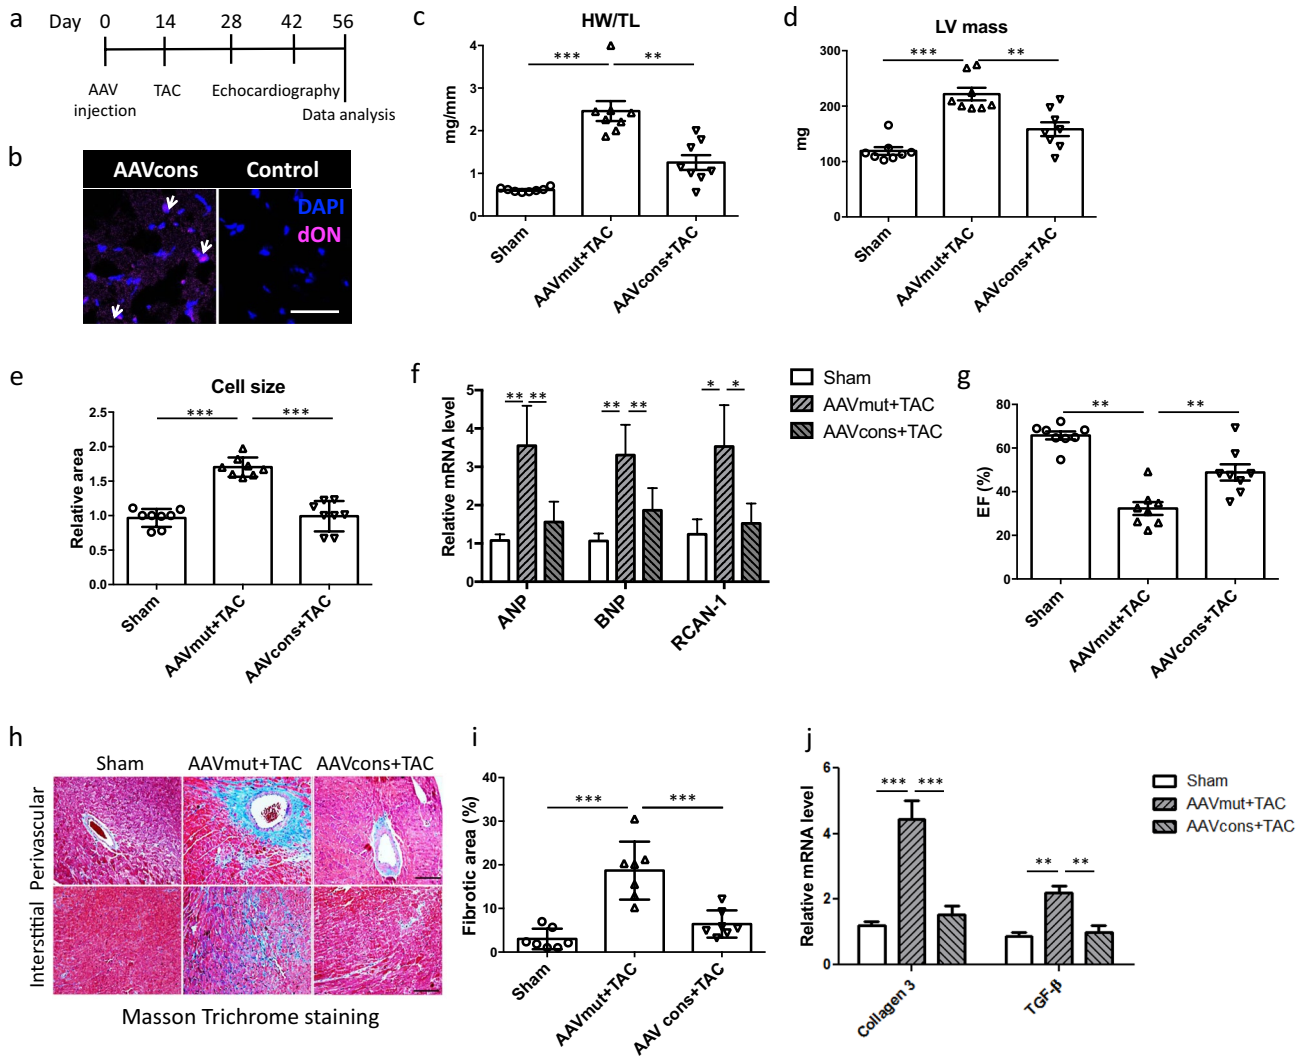 a
Day 0 14 28 42 56
AAV injection
TAC
Echocardiography
Data analysis
b
AAVcons Control
DAPI
dON
c
HW/TL
***
**
4
3
2
1
0
mg/mm
Sham
AAVmut+TAC
AAVcons+TAC
d
LV mass
***
**
300
200
100
0
mg
Sham
AAVmut+TAC
AAVcons+TAC
e
Cell size
***
***
2.5
2.0
1.5
1.0
0.5
0.0
Relative area
Sham
AAVmut+TAC
AAVcons+TAC
f
** **
** **
* *
5
4
3
2
1
0
Relative mRNA level
ANP
BNP
RCAN-1
Sham
AAVmut+TAC
AAVcons+TAC
g
**
**
80
60
40
20
0
EF (%)
Sham
AAVmut+TAC
AAVcons+TAC
h
Sham AAVmut+TAC AAVcons+TAC
Perivascular
Interstitial
Masson Trichrome staining
i
***
***
40
30
20
10
0
Fibrotic area (%)
Sham
AAVmut+TAC
AAV cons+TAC
j
*** ***
** **
6
4
2
0
Relative mRNA level
Collagen 3
TGF-β
Sham
AAVmut+TAC
AAVcons+TAC